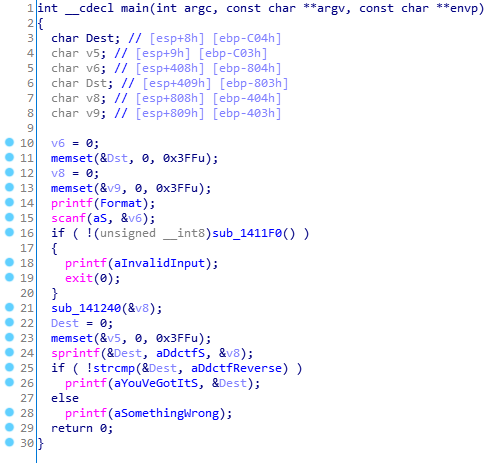 1 int __cdecl main(int argc, const char **argv, const char **envp)
2 {
3 char Dest; // [esp+8h] [ebp-C04h]
4 char v5; // [esp+9h] [ebp-C03h]
5 char v6; // [esp+408h] [ebp-804h]
6 char Dst; // [esp+409h] [ebp-803h]
7 char v8; // [esp+808h] [ebp-404h]
8 char v9; // [esp+809h] [ebp-403h]
9
10 v6 = 0;
11 memset(&Dst, 0, 0x3FFu);
12 v8 = 0;
13 memset(&v9, 0, 0x3FFu);
14 printf(Format);
15 scanf(aS, &v6);
16 if ( !(unsigned __int8)sub_1411F0() )
17 {
18 printf(aInvalidInput);
19 exit(0);
20 }
21 sub_141240(&v8);
22 Dest = 0;
23 memset(&v5, 0, 0x3FFu);
24 sprintf(&Dest, aDdctfS, &v8);
25 if ( !strcmp(&Dest, aDdctfReverse) )
26 printf(aYouVeGotItS, &Dest);
27 else
28 printf(aSomethingWrong);
29 return 0;
30 }